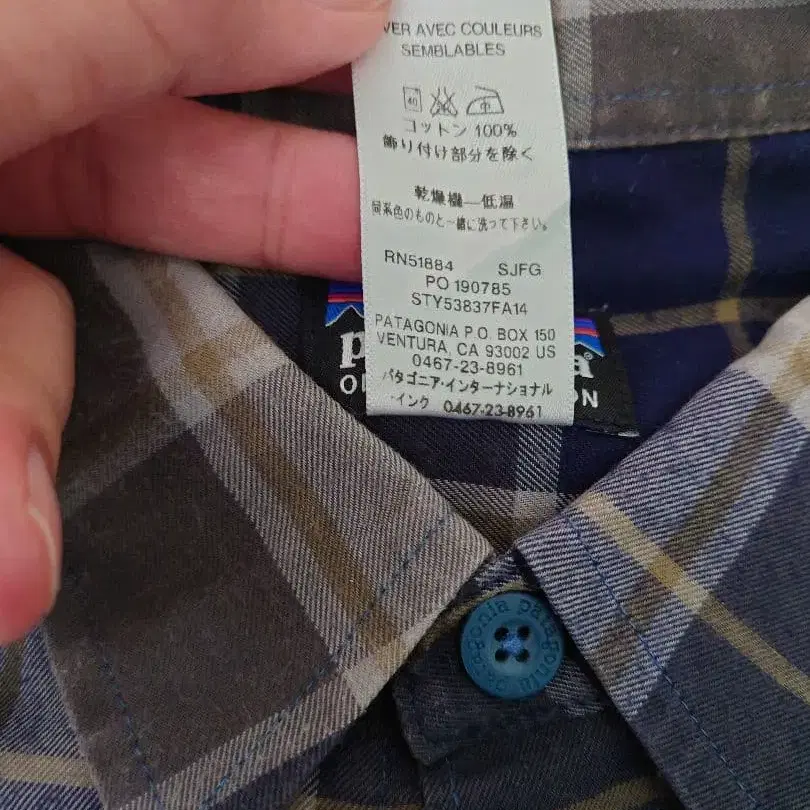 VER AVEC COULEURS
SEMBLABLES
40
コットン 100%
飾り付け部分を除く
乾燥機—低温
同系色のものと一緒に洗って下さい。
RN51884 SJFG
PO 190785
STY53837FA14
PATAGONIA P.O. BOX 150
VENTURA, CA 93002 US
0467-23-8961
パタゴニア・インターナショナル
・インク 0467-23-8961
p a®
O ON
patagonia patagonia